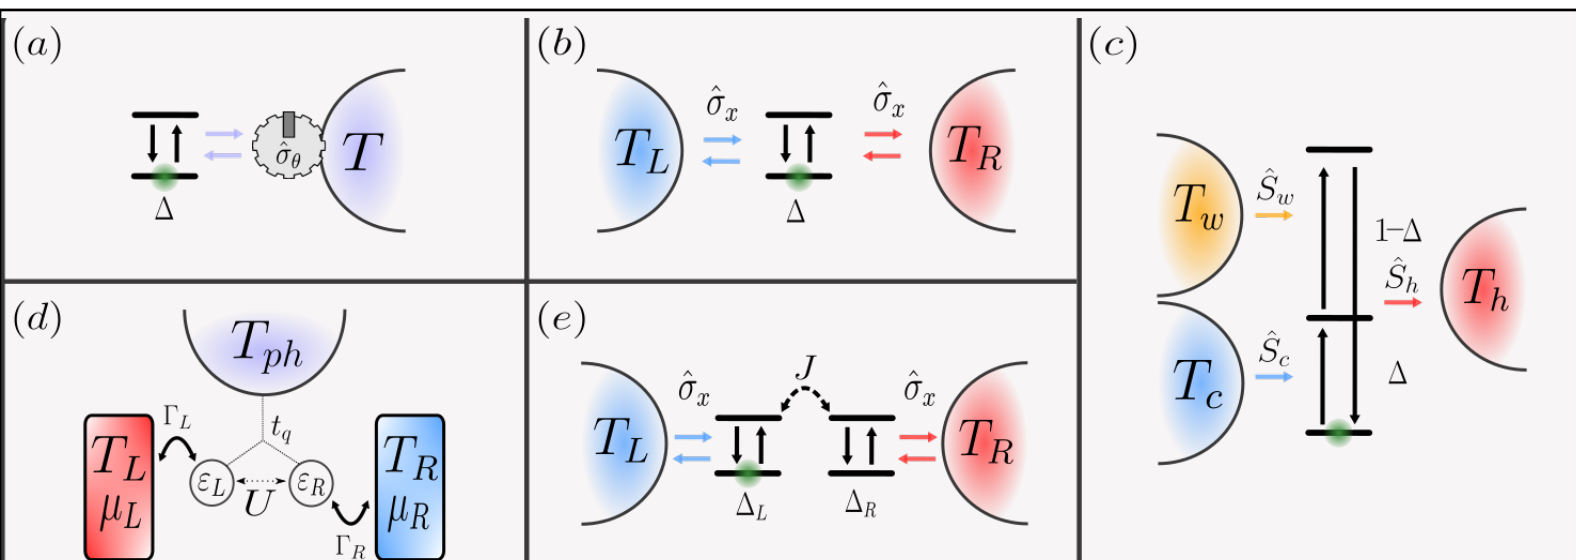 (a)
σ̂_θ
T
Δ
(b)
T_L
σ̂_x
σ̂_x
T_R
Δ
(c)
T_w
Ŝ_w
1−Δ
Ŝ_h
T_h
T_c
Ŝ_c
Δ
(d)
T_ph
Γ_L
t_q
T_L
μ_L
ε_L
U
ε_R
T_R
μ_R
Γ_R
(e)
J
T_L
σ̂_x
σ̂_x
T_R
Δ_L
Δ_R